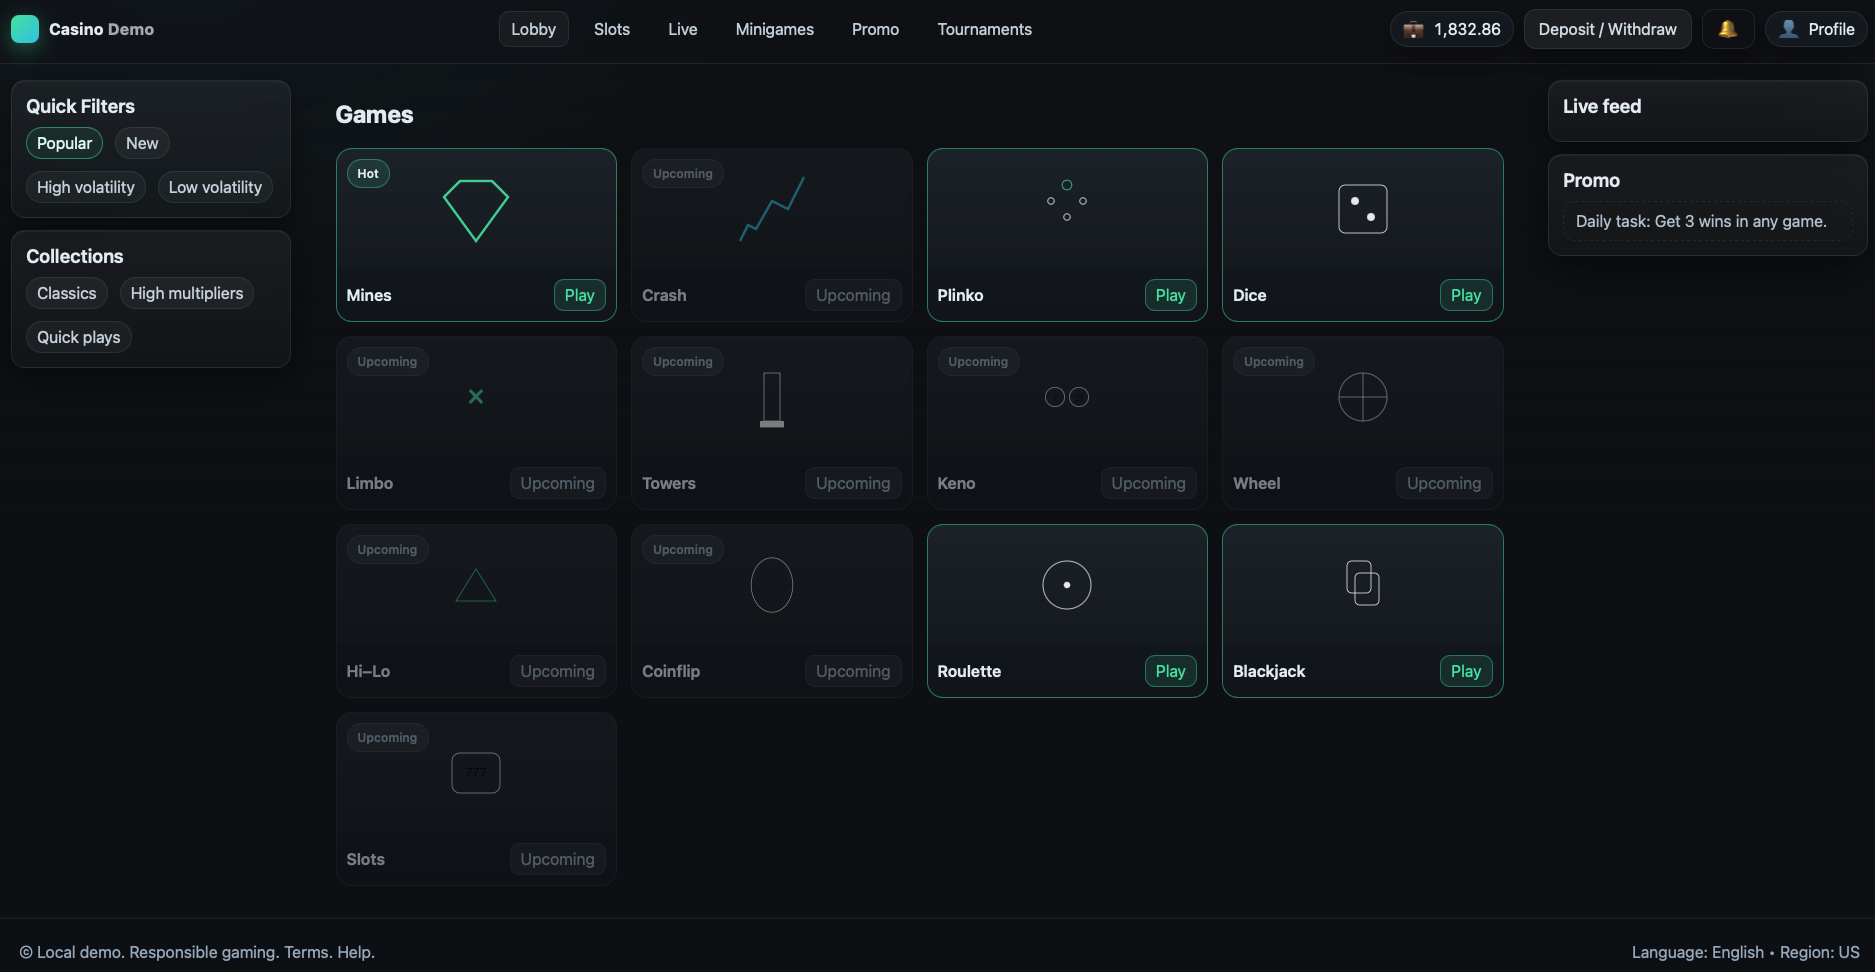 Casino Demo
Lobby
Slots
Live
Minigames
Promo
Tournaments
1,832.86
Deposit / Withdraw
Profile
Quick Filters
Popular
New
High volatility
Low volatility
Collections
Classics
High multipliers
Quick plays
Games
Hot
Mines
Play
Upcoming
Crash
Upcoming
Plinko
Play
Dice
Play
Upcoming
Limbo
Upcoming
Upcoming
Towers
Upcoming
Upcoming
Keno
Upcoming
Upcoming
Wheel
Upcoming
Upcoming
Hi–Lo
Upcoming
Upcoming
Coinflip
Upcoming
Roulette
Play
Blackjack
Play
Upcoming
777
Slots
Upcoming
Live feed
Promo
Daily task: Get 3 wins in any game.
© Local demo. Responsible gaming. Terms. Help.
Language: English • Region: US